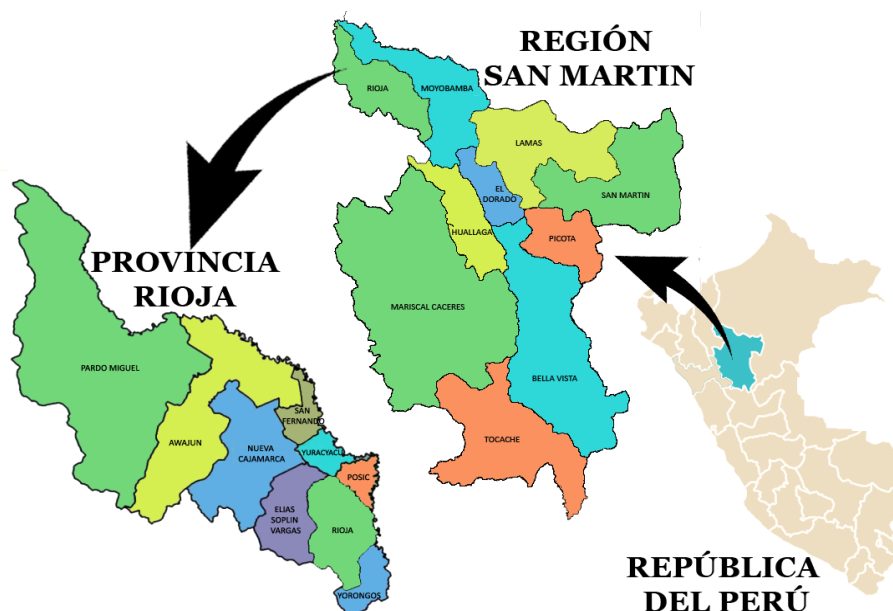 REGIÓN
SAN MARTIN
RIOJA
MOYOBAMBA
LAMAS
EL
DORADO
SAN MARTIN
HUALLAGA
PICOTA
MARISCAL CACERES
BELLA VISTA
TOCACHE
PROVINCIA
RIOJA
PARDO MIGUEL
SAN
FERNANDO
AWAJUN
NUEVA
CAJAMARCA
YURACYACU
POSIC
ELIAS
SOPLIN
VARGAS
RIOJA
YORONGOS
REPÚBLICA
DEL PERÚ